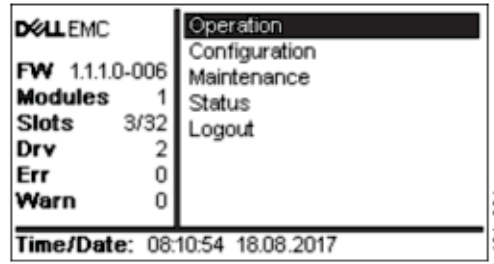 DELL EMC
FW 1.1.1.0-006
Modules 1
Slots 3/32
Drv 2
Err 0
Warn 0
Operation
Configuration
Maintenance
Status
Logout
Time/Date: 08:10:54 18.08.2017